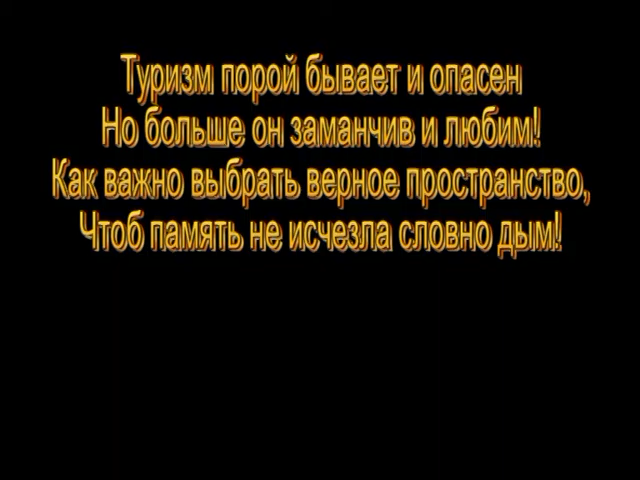 Туризм порой бывает и опасен
Но больше он заманчив и любим!
Как важно выбрать верное пространство,
Чтоб память не исчезла словно дым!